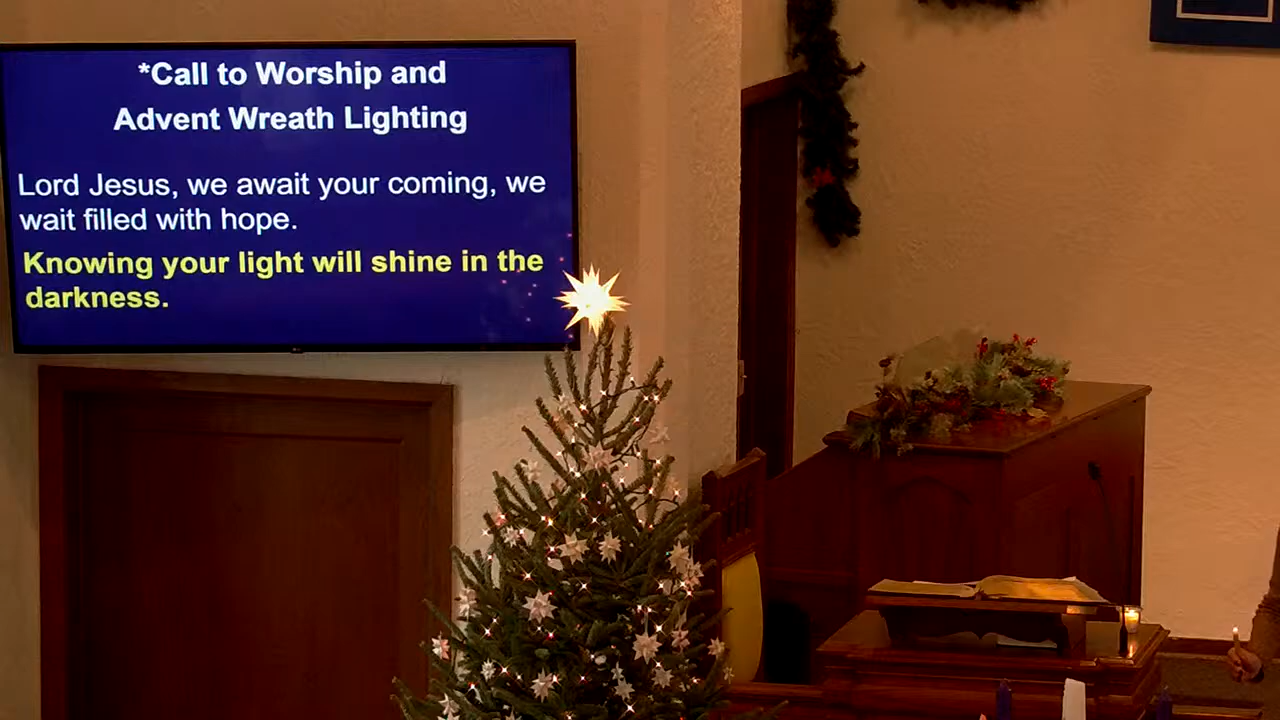 *Call to Worship and
Advent Wreath Lighting
Lord Jesus, we await your coming, we
wait filled with hope.
Knowing your light will shine in the
darkness.